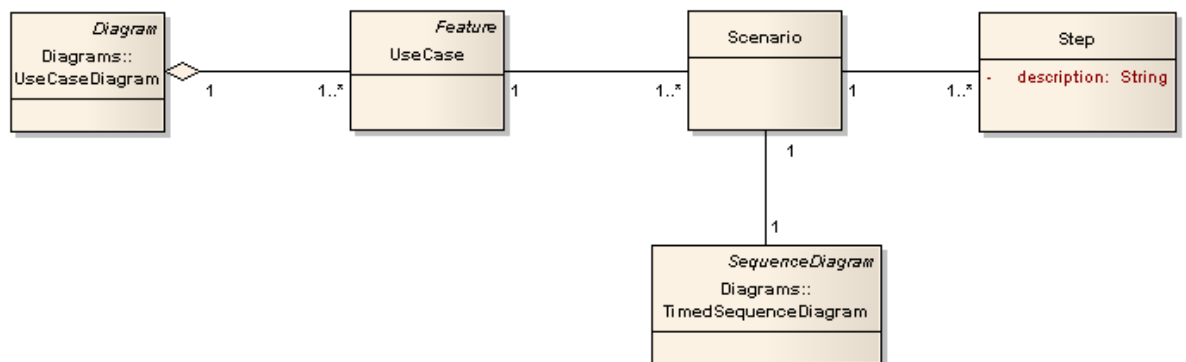 Diagram
Diagrams::
UseCaseDiagram
1
1..*
Feature
UseCase
1
1..*
Scenario
1
1..*
Step
- description: String
1
1
SequenceDiagram
Diagrams::
TimedSequenceDiagram